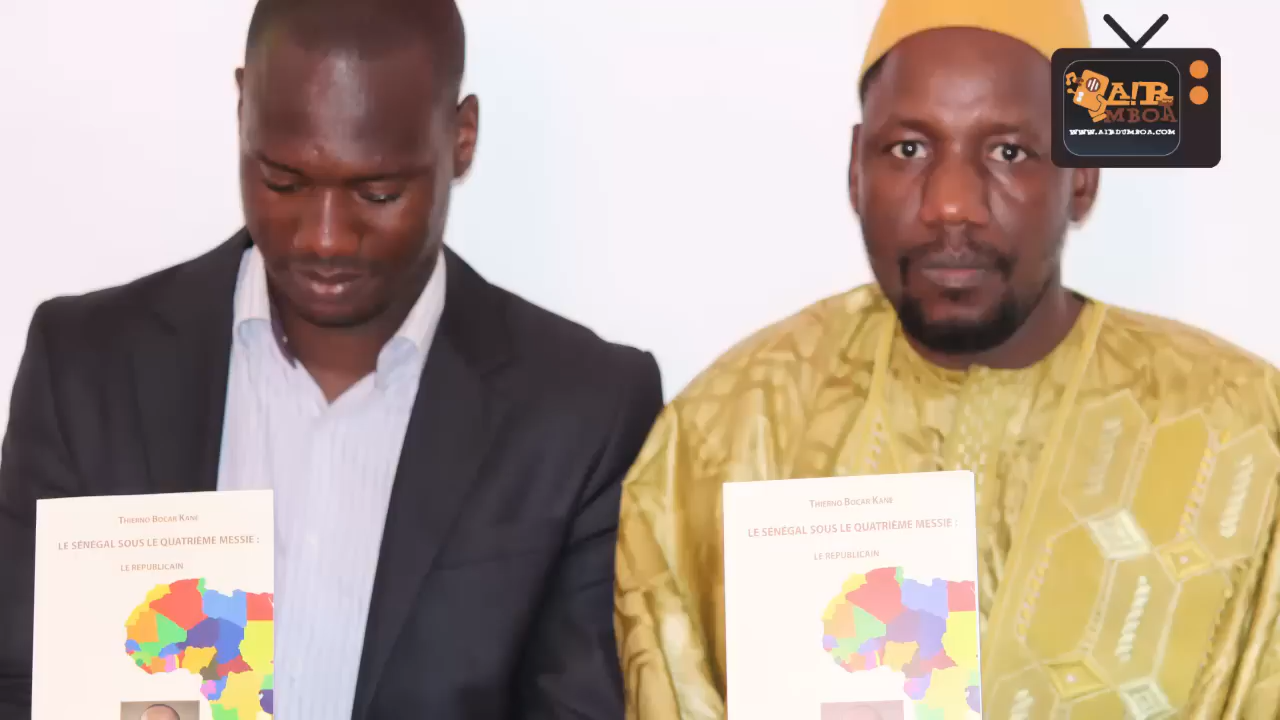 A!R
MBOA
WWW.AIRDUMBOA.COM
THIERNO BOCAR KANE
LE SÉNÉGAL SOUS LE QUATRIÈME MESSIE :
LE REPUBLICAIN
THIERNO BOCAR KANE
LE SÉNÉGAL SOUS LE QUATRIÈME MESSIE :
LE REPUBLICAIN